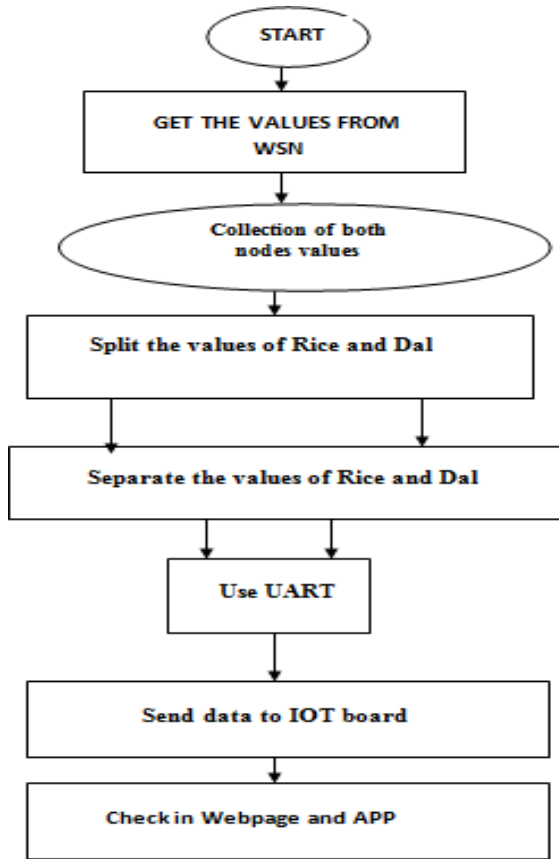 START
GET THE VALUES FROM
WSN
Collection of both
nodes values
Split the values of Rice and Dal
Separate the values of Rice and Dal
Use UART
Send data to IOT board
Check in Webpage and APP